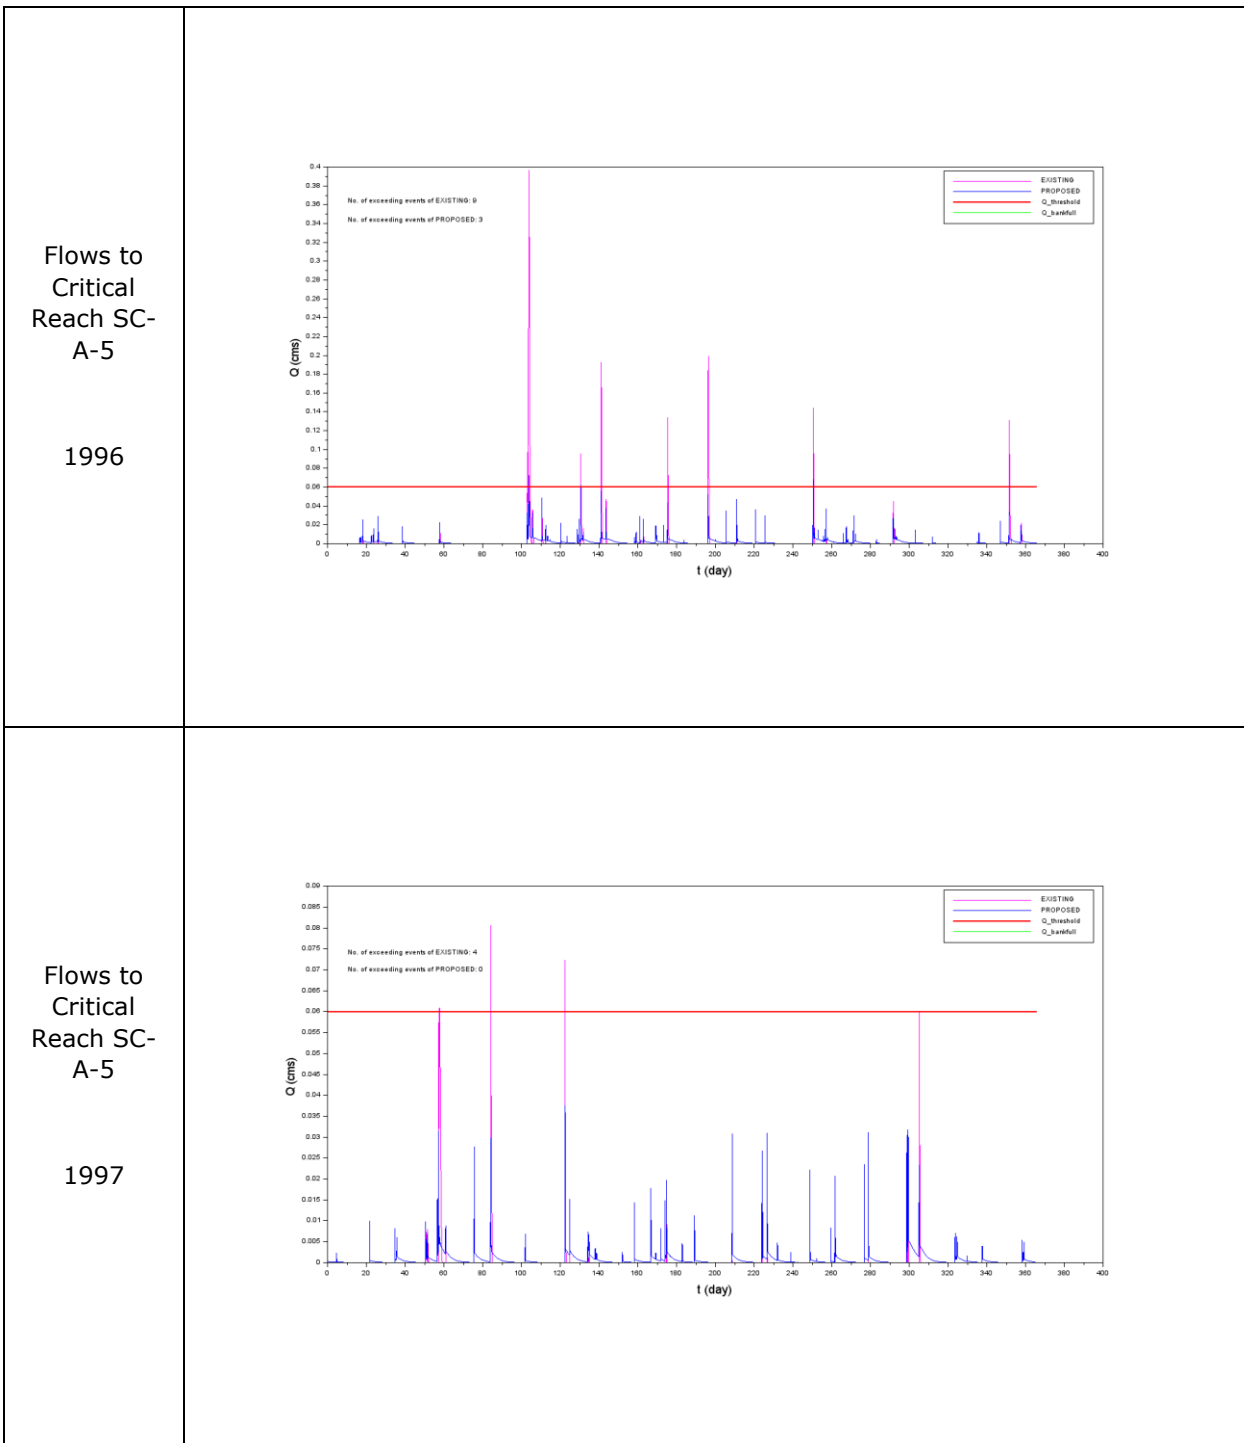 Flows to
Critical
Reach SC-
A-5
1996
0.4
0.38
0.36
0.34
0.32
0.3
0.28
0.26
0.24
0.22
0.2
0.18
0.16
0.14
0.12
0.1
0.08
0.06
0.04
0.02
0
Q (cms)
No. of exceeding events of EXISTING: 9
No. of exceeding events of PROPOSED: 3
EXISTING
PROPOSED
Q_threshold
Q_bankfull
0 20 40 60 80 100 120 140 160 180 200 220 240 260 280 300 320 340 360 380 400
t (day)
Flows to
Critical
Reach SC-
A-5
1997
0.09
0.085
0.08
0.075
0.07
0.065
0.06
0.055
0.05
0.045
0.04
0.035
0.03
0.025
0.02
0.015
0.01
0.005
0
Q (cms)
No. of exceeding events of EXISTING: 4
No. of exceeding events of PROPOSED: 0
EXISTING
PROPOSED
Q_threshold
Q_bankfull
0 20 40 60 80 100 120 140 160 180 200 220 240 260 280 300 320 340 360 380 400
t (day)